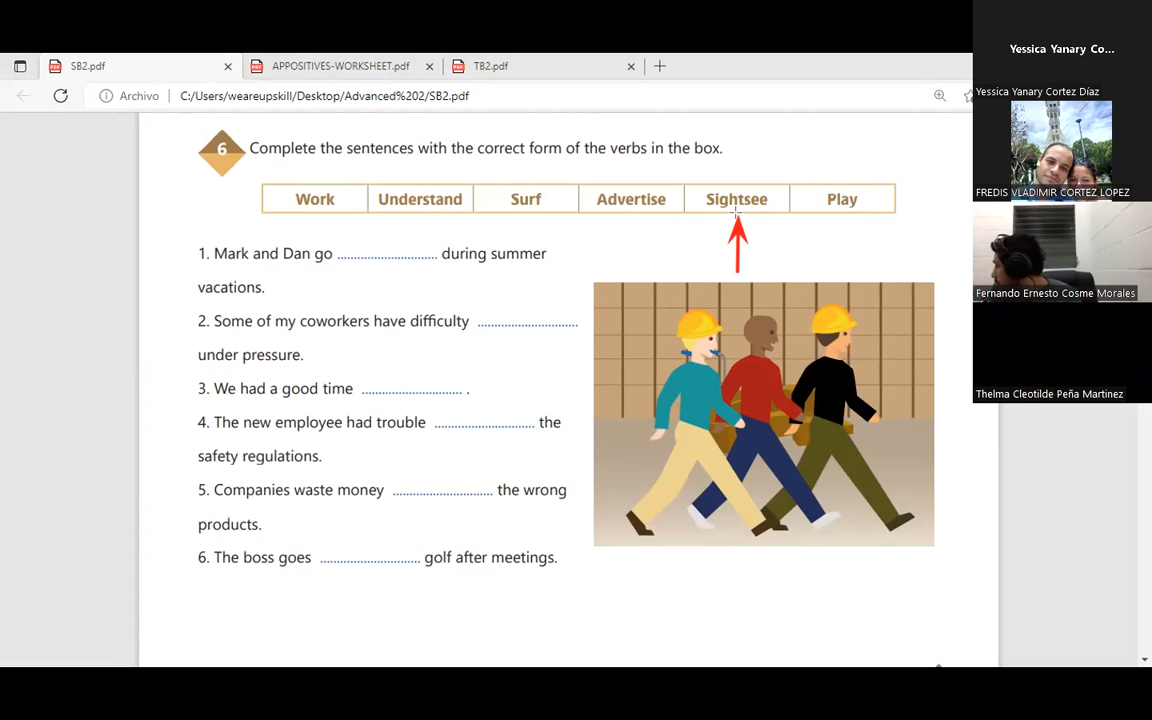 Yessica Yanary Co...
SB2.pdf
APPOSITIVES-WORKSHEET.pdf
TB2.pdf
Archivo
C:/Users/weareupskill/Desktop/Advanced%202/SB2.pdf
Yessica Yanary Cortez Díaz
FREDIS VLADIMIR CORTEZ LOPEZ
Fernando Ernesto Cosme Morales
Thelma Cleotilde Peña Martinez
6 Complete the sentences with the correct form of the verbs in the box.
Work Understand Surf Advertise Sightsee Play
1. Mark and Dan go ........................... during summer
vacations.
2. Some of my coworkers have difficulty ...........................
under pressure.
3. We had a good time ........................... .
4. The new employee had trouble ........................... the
safety regulations.
5. Companies waste money ........................... the wrong
products.
6. The boss goes ........................... golf after meetings.